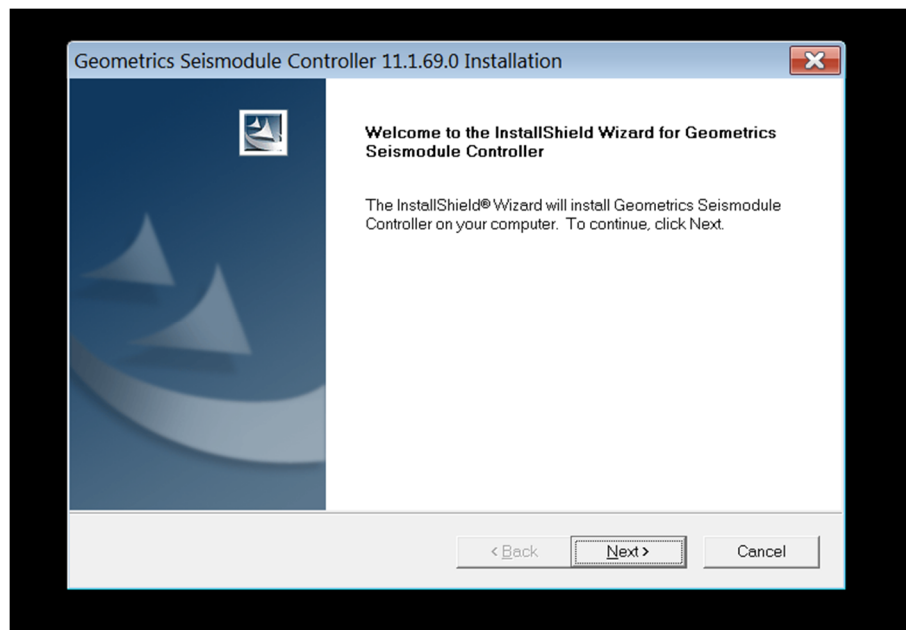 Geometrics Seismodule Controller 11.1.69.0 Installation
Welcome to the InstallShield Wizard for Geometrics
Seismodule Controller
The InstallShield® Wizard will install Geometrics Seismodule
Controller on your computer.  To continue, click Next.
< Back
Next >
Cancel